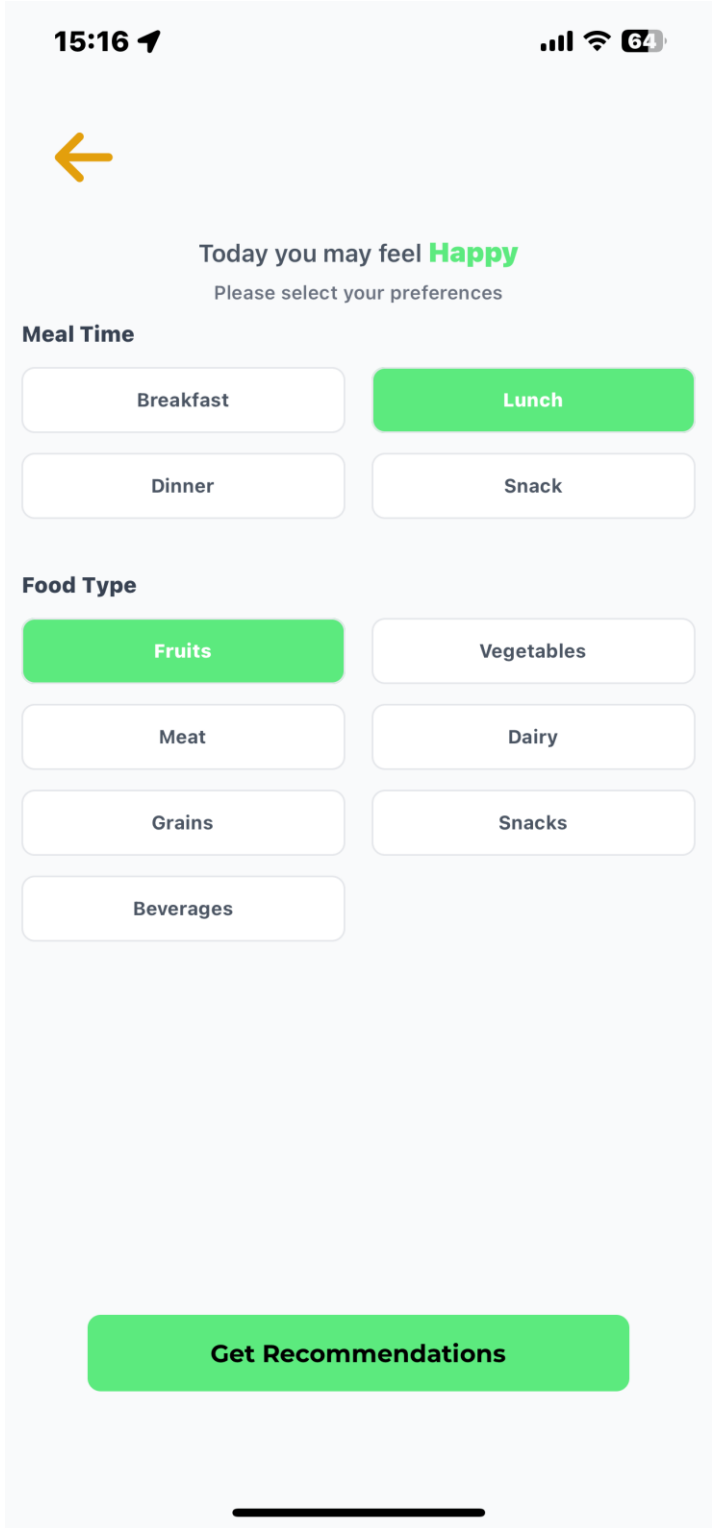 15:16
64
Today you may feel Happy
Please select your preferences
Meal Time
Breakfast
Lunch
Dinner
Snack
Food Type
Fruits
Vegetables
Meat
Dairy
Grains
Snacks
Beverages
Get Recommendations